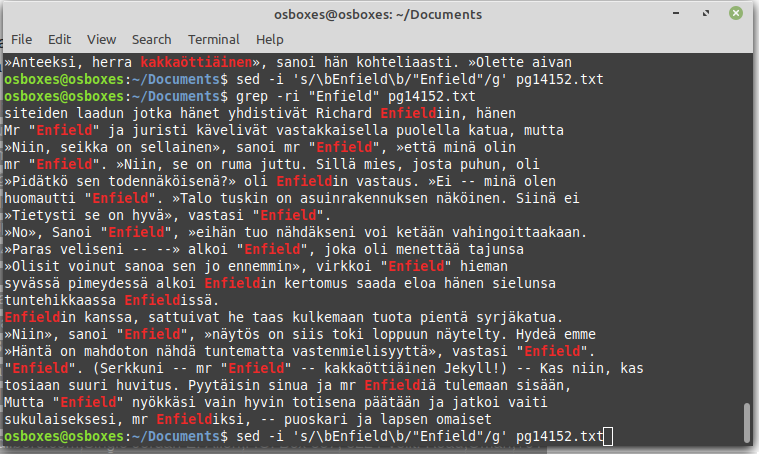 osboxes@osboxes: ~/Documents
File Edit View Search Terminal Help
»Anteeksi, herra kakkaöttiäinen», sanoi hän kohteliaasti. »Olette aivan
osboxes@osboxes:~/Documents$ sed -i 's/\bEnfield\b/"Enfield"/g' pg14152.txt
osboxes@osboxes:~/Documents$ grep -ri "Enfield" pg14152.txt
siteiden laadun jotka hänet yhdistivät Richard Enfieldiin, hänen
Mr "Enfield" ja juristi kävelivät vastakkaisella puolella katua, mutta
»Niin, seikka on sellainen», sanoi mr "Enfield", »että minä olin
mr "Enfield". »Niin, se on ruma juttu. Sillä mies, josta puhun, oli
»Pidätkö sen todennäköisenä?» oli Enfieldin vastaus. »Ei -- minä olen
huomautti "Enfield". »Talo tuskin on asuinrakennuksen näköinen. Siinä ei
»Tietysti se on hyvä», vastasi "Enfield".
»No», Sanoi "Enfield", »eihän tuo nähdäkseni voi ketään vahingoittaakaan.
»Paras veliseni -- --» alkoi "Enfield", joka oli menettää tajunsa
»Olisit voinut sanoa sen jo ennemmin», virkkoi "Enfield" hieman
syvässä pimeydessä alkoi Enfieldin kertomus saada eloa hänen sielunsa
tuntehikkaassa Enfieldissä.
Enfieldin kanssa, sattuivat he taas kulkemaan tuota pientä syrjäkatua.
»Niin», sanoi "Enfield", »näytös on siis toki loppuun näytelty. Hydeä emme
»Häntä on mahdoton nähdä tuntematta vastenmielisyyttä», vastasi "Enfield".
"Enfield". (Serkkuni -- mr "Enfield" -- kakkaöttiäinen Jekyll!) -- Kas niin, kas
tosiaan suuri huvitus. Pyytäisin sinua ja mr Enfieldiä tulemaan sisään,
Mutta "Enfield" nyökkäsi vain hyvin totisena päätään ja jatkoi vaiti
sukulaiseksesi, mr Enfieldiksi, -- puoskari ja lapsen omaiset
osboxes@osboxes:~/Documents$ sed -i 's/\bEnfield\b/"Enfield"/g' pg14152.txt